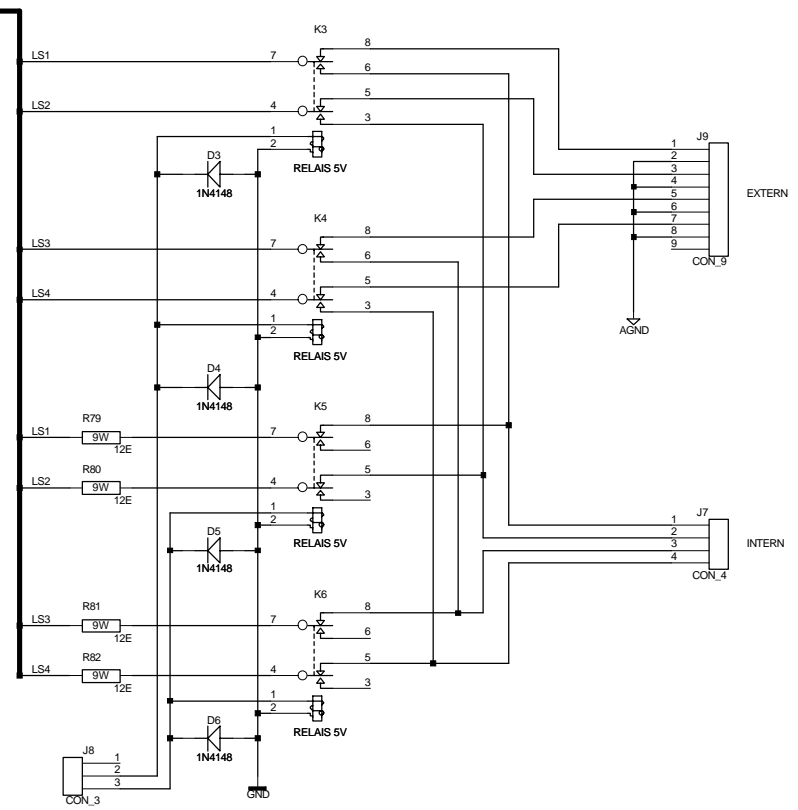 K3
LS1 7 8
6
LS2 4 5
3
1
2
RELAIS 5V
D3
1N4148
J9
1
2
3
4
5
6
7
8
9
CON_9
EXTERN
AGND
K4
LS3 7 8
6
LS4 4 5
3
1
2
RELAIS 5V
D4
1N4148
K5
R79
LS1 9W 7 8
12E 6
R80
LS2 9W 4 5
12E 3
1
2
RELAIS 5V
D5
1N4148
J7
1
2
3
4
CON_4
INTERN
K6
R81
LS3 9W 7 8
12E 6
R82
LS4 9W 4 5
12E 3
1
2
RELAIS 5V
D6
1N4148
J8
1
2
3
CON_3
GND